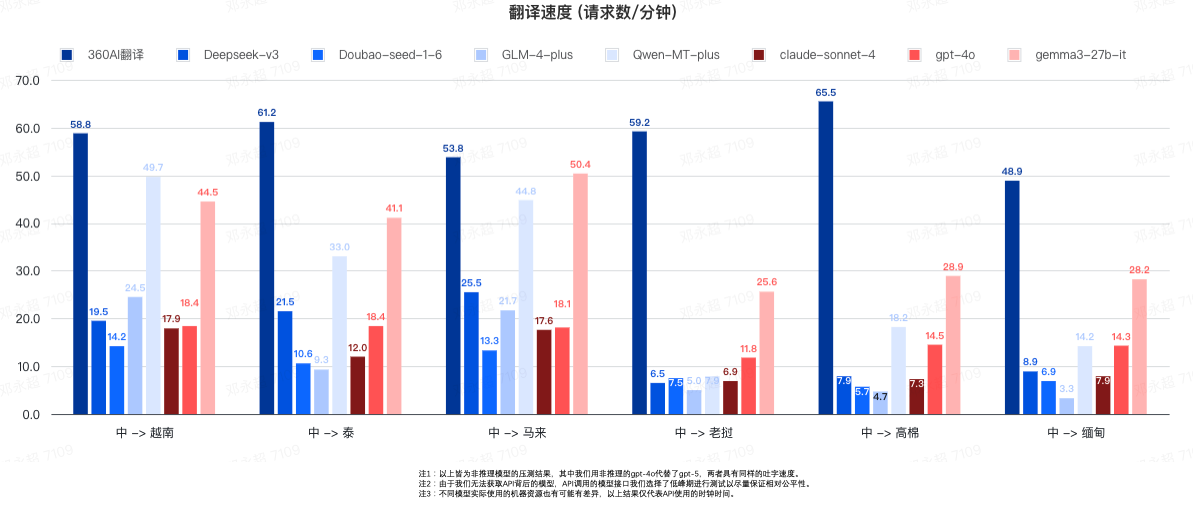 翻译速度 (请求数/分钟)
360AI翻译 Deepseek-v3 Doubao-seed-1-6 GLM-4-plus Qwen-MT-plus claude-sonnet-4 gpt-4o gemma3-27b-it
70.0
60.0
50.0
40.0
30.0
20.0
10.0
0.0
58.8 19.5 14.2 24.5 49.7 17.9 18.4 44.5
61.2 21.5 10.6 9.3 33.0 12.0 18.4 41.1
53.8 25.5 13.3 21.7 44.8 17.6 18.1 50.4
59.2 6.5 7.5 5.0 7.9 6.9 11.8 25.6
65.5 7.9 5.7 4.7 18.2 7.3 14.5 28.9
48.9 8.9 6.9 3.3 14.2 7.9 14.3 28.2
中 -> 越南 中 -> 泰 中 -> 马来 中 -> 老挝 中 -> 高棉 中 -> 缅甸
注1：以上皆为非推理模型的压测结果，其中我们用非推理的gpt-4o代替了gpt-5，两者具有同样的吐字速度。
注2：由于我们无法获取API背后的模型，API调用的模型接口我们选择了低峰期进行测试以尽量保证相对公平性。
注3：不同模型实际使用的机器资源也有可能有差异，以上结果仅代表API使用的时钟时间。
邓永超 7109